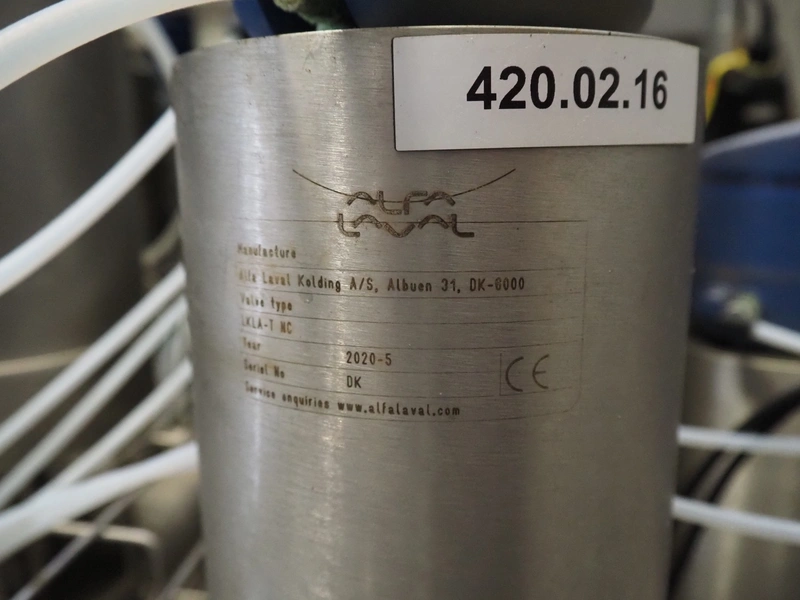 420.02.16
ALFA
LAVAL
Manufacture
Alfa Laval Kolding A/S, Albuen 31, DK-6000
Valve type
LKLA-T NC
Year 2020-5
Serial No DK
Service enquiries www.alfalaval.com
CE